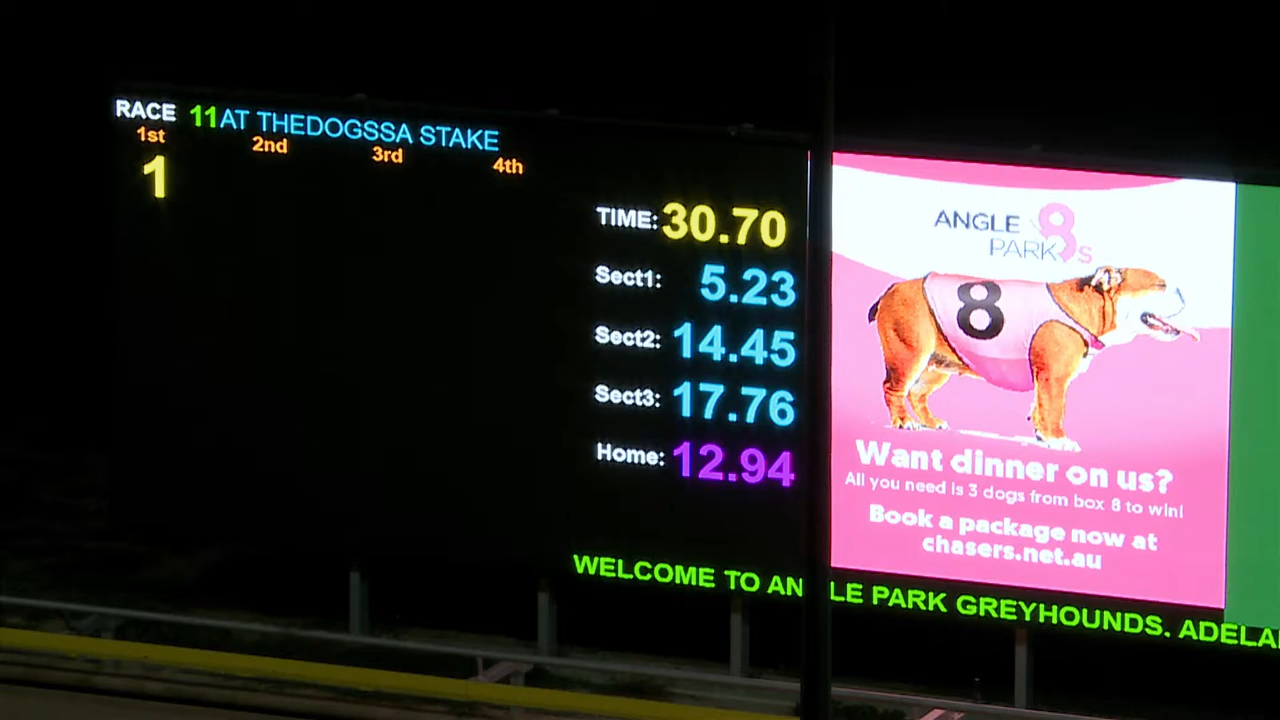 RACE 11AT THEDOGSSA STAKE
1st 2nd 3rd 4th
1
TIME: 30.70
Sect1: 5.23
Sect2: 14.45
Sect3: 17.76
Home: 12.94
ANGLE
PARK 8s
8
Want dinner on us?
All you need is 3 dogs from box 8 to win!
Book a package now at
chasers.net.au
WELCOME TO AN LE PARK GREYHOUNDS. ADELA